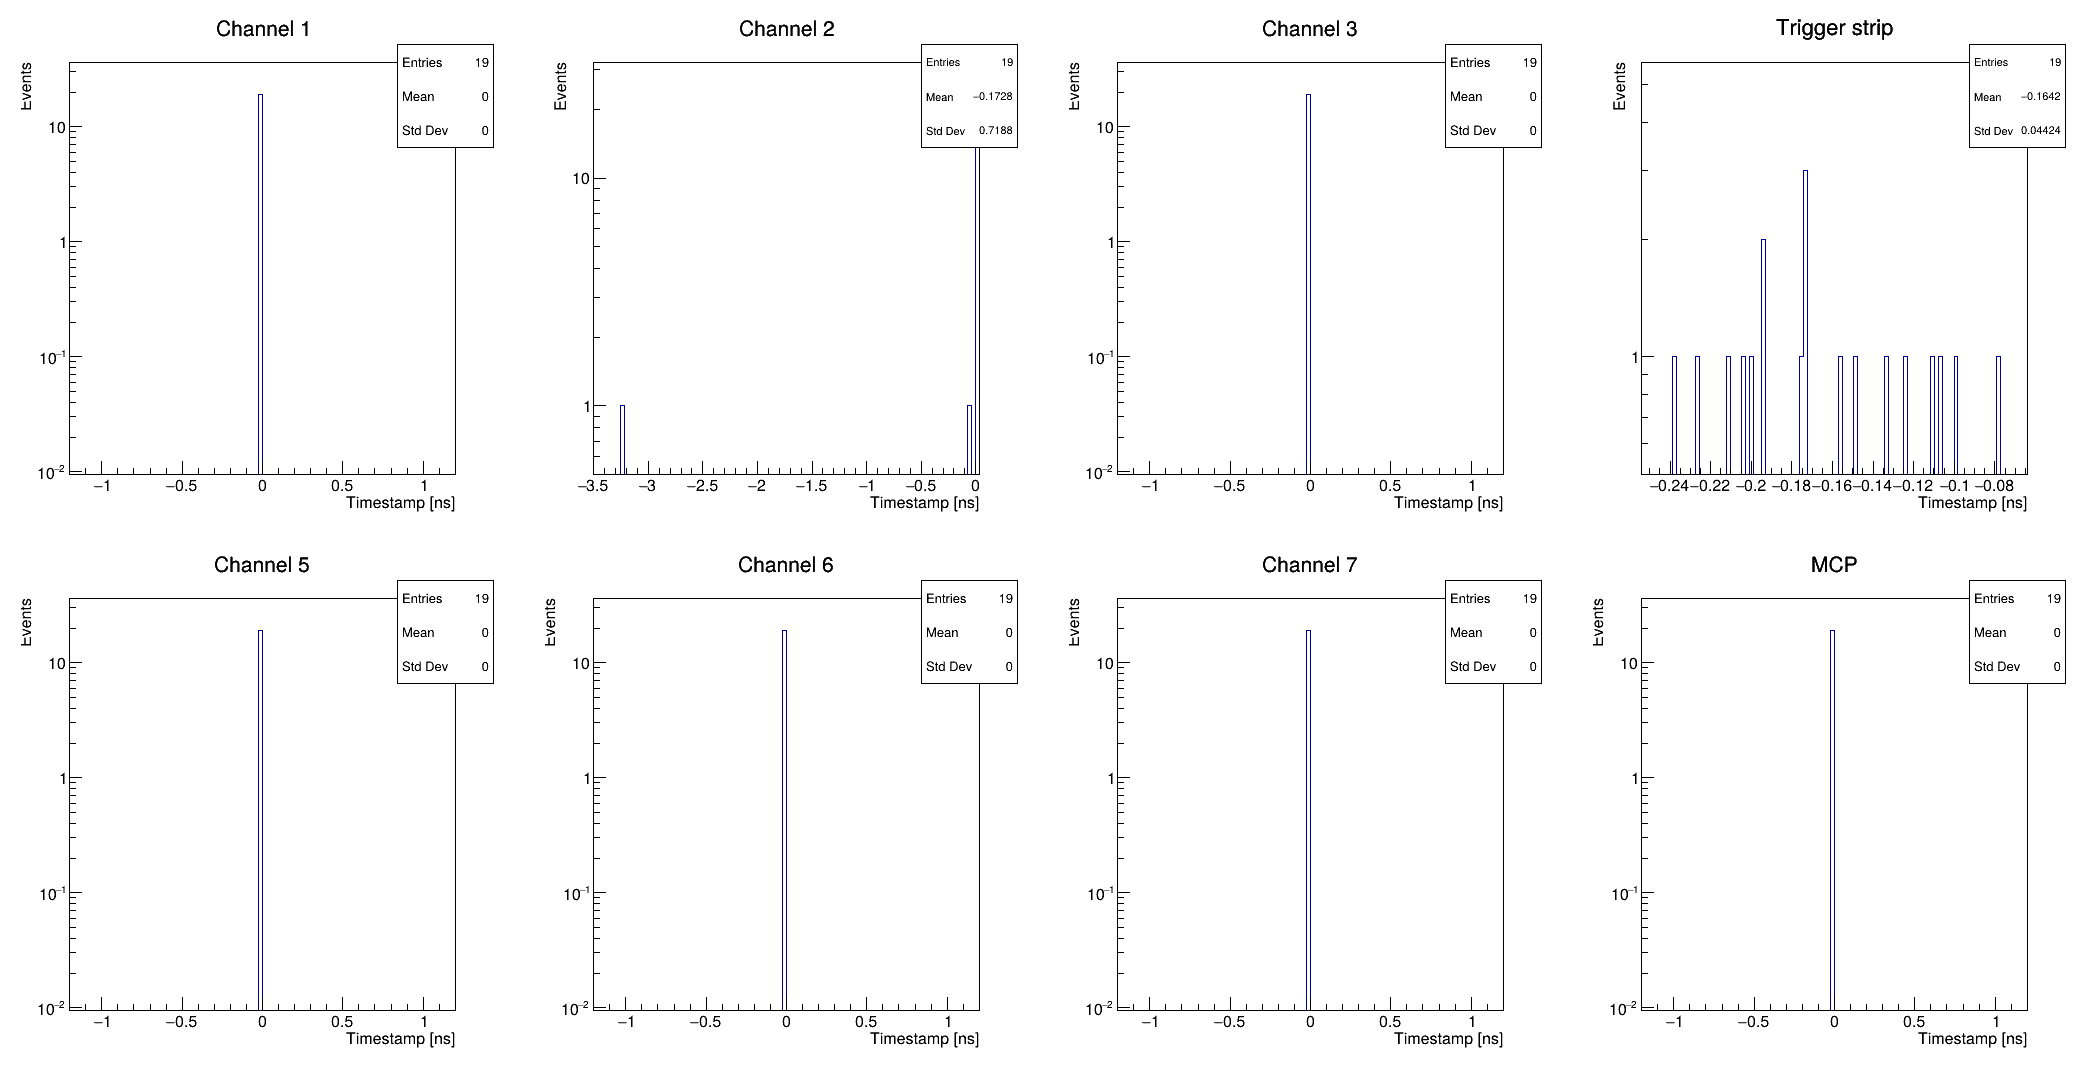 Channel 1
Events
Entries 19
Mean 0
Std Dev 0
10
1
10⁻¹
10⁻²
−1 −0.5 0 0.5 1
Timestamp [ns]
Channel 2
Events
Entries 19
Mean −0.1728
Std Dev 0.7188
10
1
−3.5 −3 −2.5 −2 −1.5 −1 −0.5 0
Timestamp [ns]
Channel 3
Events
Entries 19
Mean 0
Std Dev 0
10
1
10⁻¹
10⁻²
−1 −0.5 0 0.5 1
Timestamp [ns]
Trigger strip
Events
Entries 19
Mean −0.1642
Std Dev 0.04424
1
−0.24 −0.22 −0.2 −0.18 −0.16 −0.14 −0.12 −0.1 −0.08
Timestamp [ns]
Channel 5
Events
Entries 19
Mean 0
Std Dev 0
10
1
10⁻¹
10⁻²
−1 −0.5 0 0.5 1
Timestamp [ns]
Channel 6
Events
Entries 19
Mean 0
Std Dev 0
10
1
10⁻¹
10⁻²
−1 −0.5 0 0.5 1
Timestamp [ns]
Channel 7
Events
Entries 19
Mean 0
Std Dev 0
10
1
10⁻¹
10⁻²
−1 −0.5 0 0.5 1
Timestamp [ns]
MCP
Events
Entries 19
Mean 0
Std Dev 0
10
1
10⁻¹
10⁻²
−1 −0.5 0 0.5 1
Timestamp [ns]